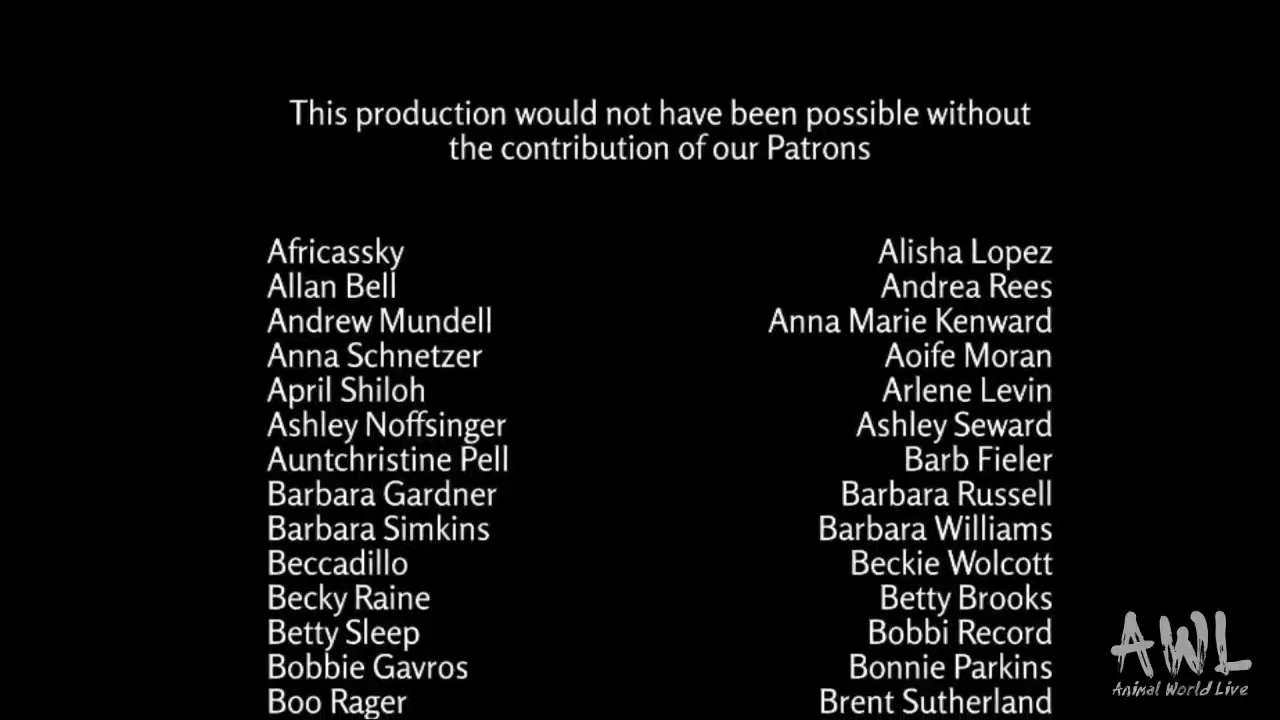 This production would not have been possible without
the contribution of our Patrons
Africassky Alisha Lopez
Allan Bell Andrea Rees
Andrew Mundell Anna Marie Kenward
Anna Schnetzer Aoife Moran
April Shiloh Arlene Levin
Ashley Noffsinger Ashley Seward
Auntchristine Pell Barb Fieler
Barbara Gardner Barbara Russell
Barbara Simkins Barbara Williams
Beccadillo Beckie Wolcott
Becky Raine Betty Brooks
Betty Sleep Bobbi Record
Bobbie Gavros Bonnie Parkins
Boo Rager Brent Sutherland
AWL
Animal World Live